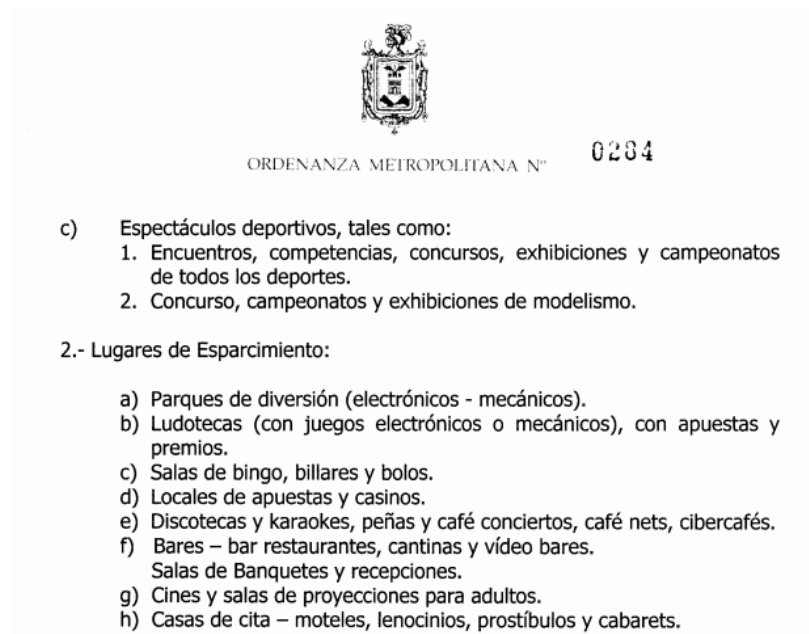 ORDENANZA METROPOLITANA Nº 0284
c) Espectáculos deportivos, tales como:
1. Encuentros, competencias, concursos, exhibiciones y campeonatos
de todos los deportes.
2. Concurso, campeonatos y exhibiciones de modelismo.
2.- Lugares de Esparcimiento:
a) Parques de diversión (electrónicos - mecánicos).
b) Ludotecas (con juegos electrónicos o mecánicos), con apuestas y
premios.
c) Salas de bingo, billares y bolos.
d) Locales de apuestas y casinos.
e) Discotecas y karaokes, peñas y café conciertos, café nets, cibercafés.
f) Bares – bar restaurantes, cantinas y vídeo bares.
Salas de Banquetes y recepciones.
g) Cines y salas de proyecciones para adultos.
h) Casas de cita – moteles, lenocinios, prostíbulos y cabarets.